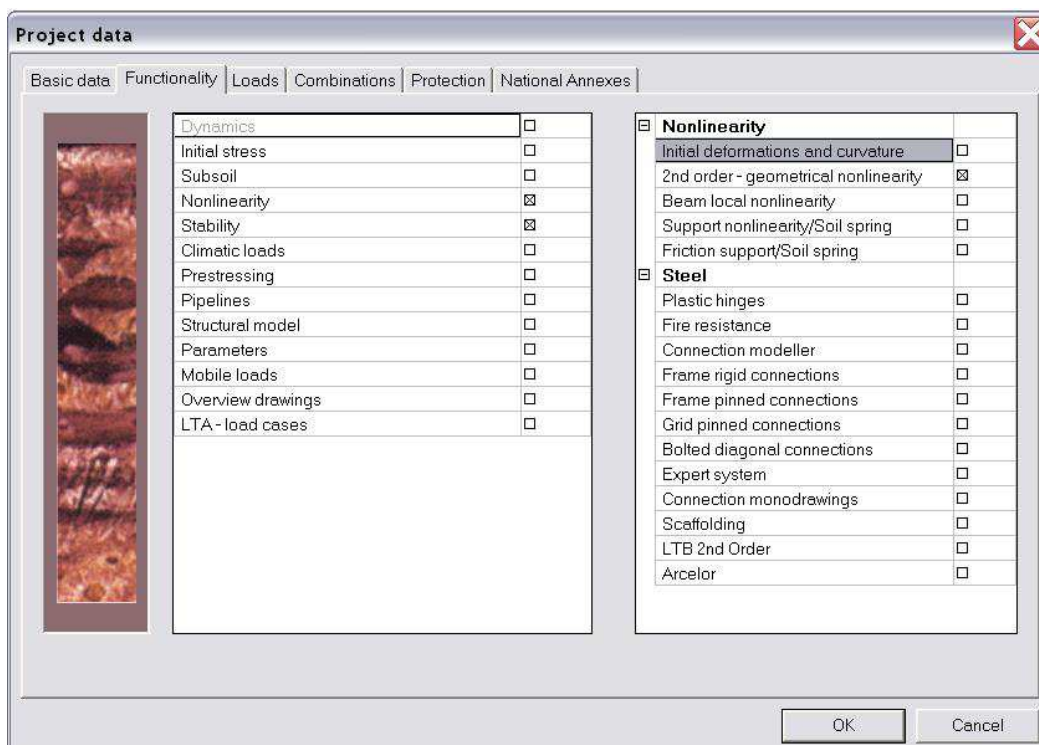 Project data
Basic data Functionality Loads Combinations Protection National Annexes
Dynamics
Initial stress
Subsoil
Nonlinearity
Stability
Climatic loads
Prestressing
Pipelines
Structural model
Parameters
Mobile loads
Overview drawings
LTA - load cases
Nonlinearity
Initial deformations and curvature
2nd order - geometrical nonlinearity
Beam local nonlinearity
Support nonlinearity/Soil spring
Friction support/Soil spring
Steel
Plastic hinges
Fire resistance
Connection modeller
Frame rigid connections
Frame pinned connections
Grid pinned connections
Bolted diagonal connections
Expert system
Connection monodrawings
Scaffolding
LTB 2nd Order
Arcelor
OK Cancel